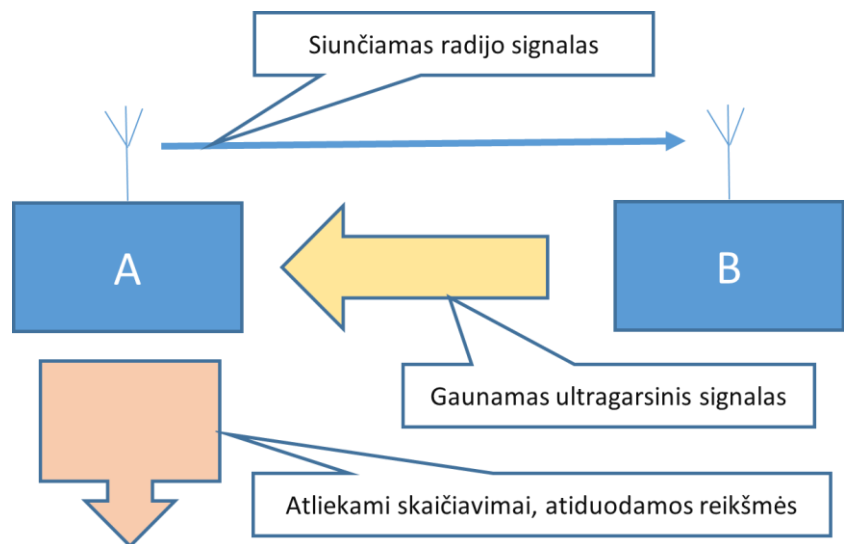 Siunčiamas radijo signalas
A
B
Gaunamas ultragarsinis signalas
Atliekami skaičiavimai, atiduodamos reikšmės